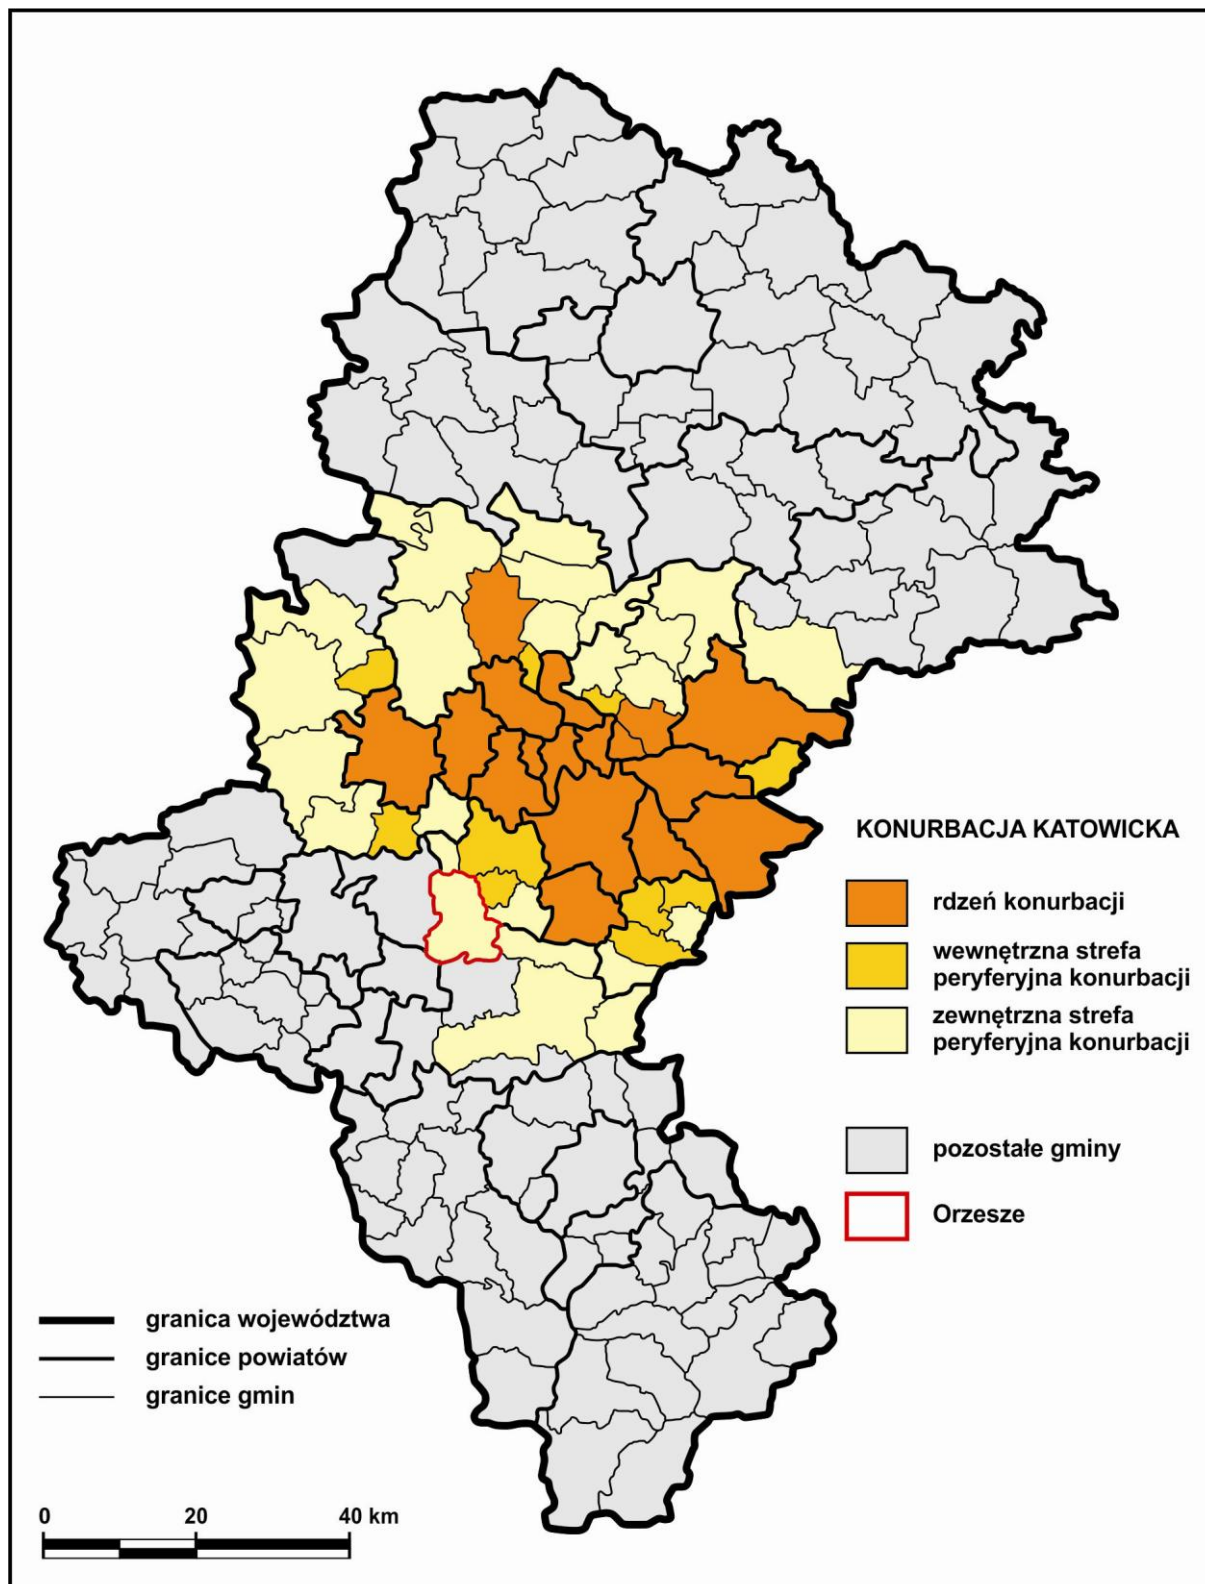 KONURBACJA KATOWICKA
rdzeń konurbacji
wewnętrzna strefa
peryferyjna konurbacji
zewnętrzna strefa
peryferyjna konurbacji
pozostałe gminy
Orzesze
granica województwa
granice powiatów
granice gmin
0 20 40 km